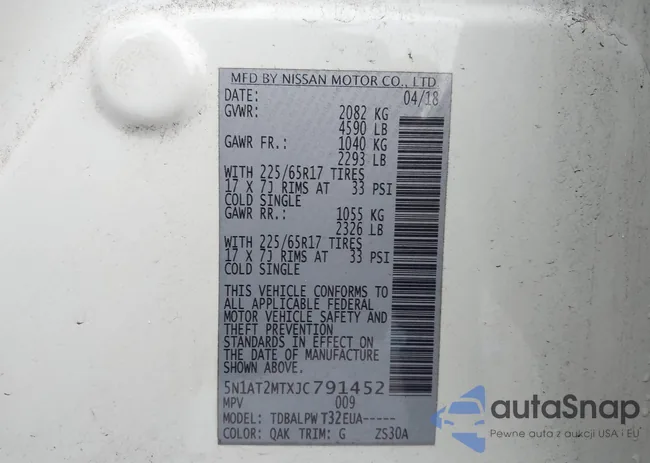 MFD BY NISSAN MOTOR CO., LTD
DATE: 04/18
GVWR: 2082 KG
4590 LB
GAWR FR.: 1040 KG
2293 LB
WITH 225/65R17 TIRES
17 X 7J RIMS AT 33 PSI
COLD SINGLE
GAWR RR.: 1055 KG
2326 LB
WITH 225/65R17 TIRES
17 X 7J RIMS AT 33 PSI
COLD SINGLE
THIS VEHICLE CONFORMS TO
ALL APPLICABLE FEDERAL
MOTOR VEHICLE SAFETY AND
THEFT PREVENTION
STANDARDS IN EFFECT ON
THE DATE OF MANUFACTURE
SHOWN ABOVE.
5N1AT2MTXJC791452
MPV 009
MODEL: TDBALPW T32EUA-----
COLOR: QAK TRIM: G ZS30A
autoSnap
Pewne auta z aukcji USA i EU